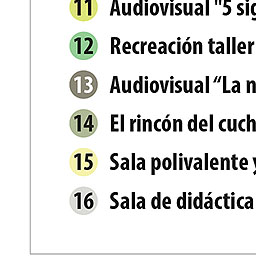 11 Audiovisual "5 sig
12 Recreación taller
13 Audiovisual “La n
14 El rincón del cuch
15 Sala polivalente y
16 Sala de didáctica